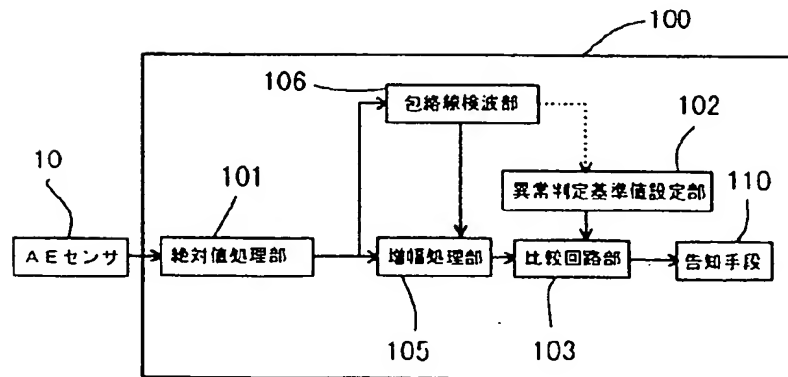 100
106
包絡線検波部
102
10
101
異常判定基準値設定部
110
AEセンサ
絶対値処理部
増幅処理部
比較回路部
告知手段
105
103